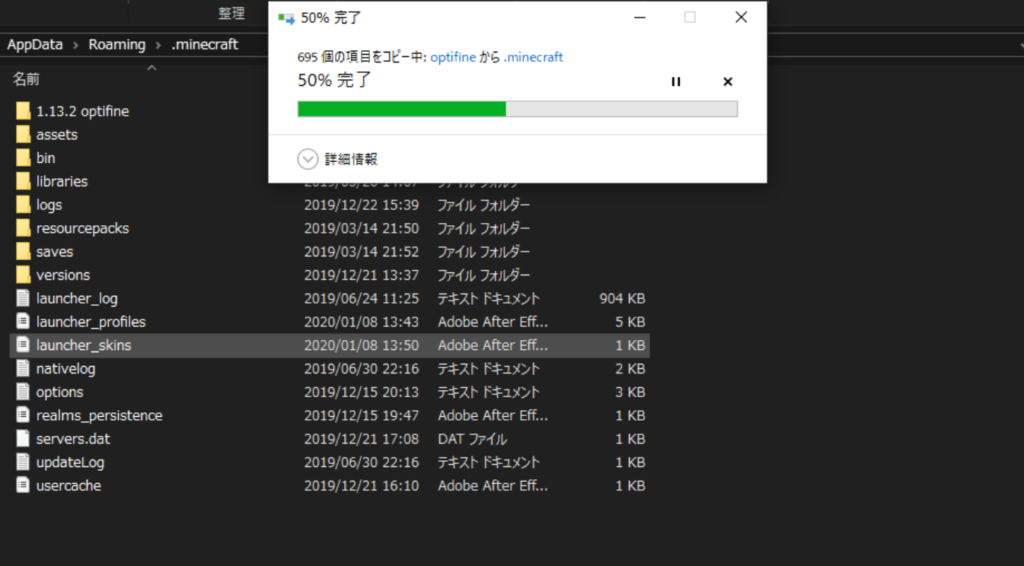 整理
50% 完了
AppData > Roaming > .minecraft
695 個の項目をコピー中: optifine から .minecraft
50% 完了
名前
詳細情報
1.13.2 optifine
assets
bin
libraries
logs 2019/12/22 15:39 ファイル フォルダー
resourcepacks 2019/03/14 21:50 ファイル フォルダー
saves 2019/03/14 21:52 ファイル フォルダー
versions 2019/12/21 13:37 ファイル フォルダー
launcher_log 2019/06/24 11:25 テキスト ドキュメント 904 KB
launcher_profiles 2020/01/08 13:43 Adobe After Eff... 5 KB
launcher_skins 2020/01/08 13:50 Adobe After Eff... 1 KB
nativelog 2019/06/30 22:16 テキスト ドキュメント 2 KB
options 2019/12/15 20:13 テキスト ドキュメント 3 KB
realms_persistence 2019/12/15 19:47 Adobe After Eff... 1 KB
servers.dat 2019/12/21 17:08 DAT ファイル 1 KB
updateLog 2019/06/30 22:16 テキスト ドキュメント 1 KB
usercache 2019/12/21 16:10 Adobe After Eff... 1 KB